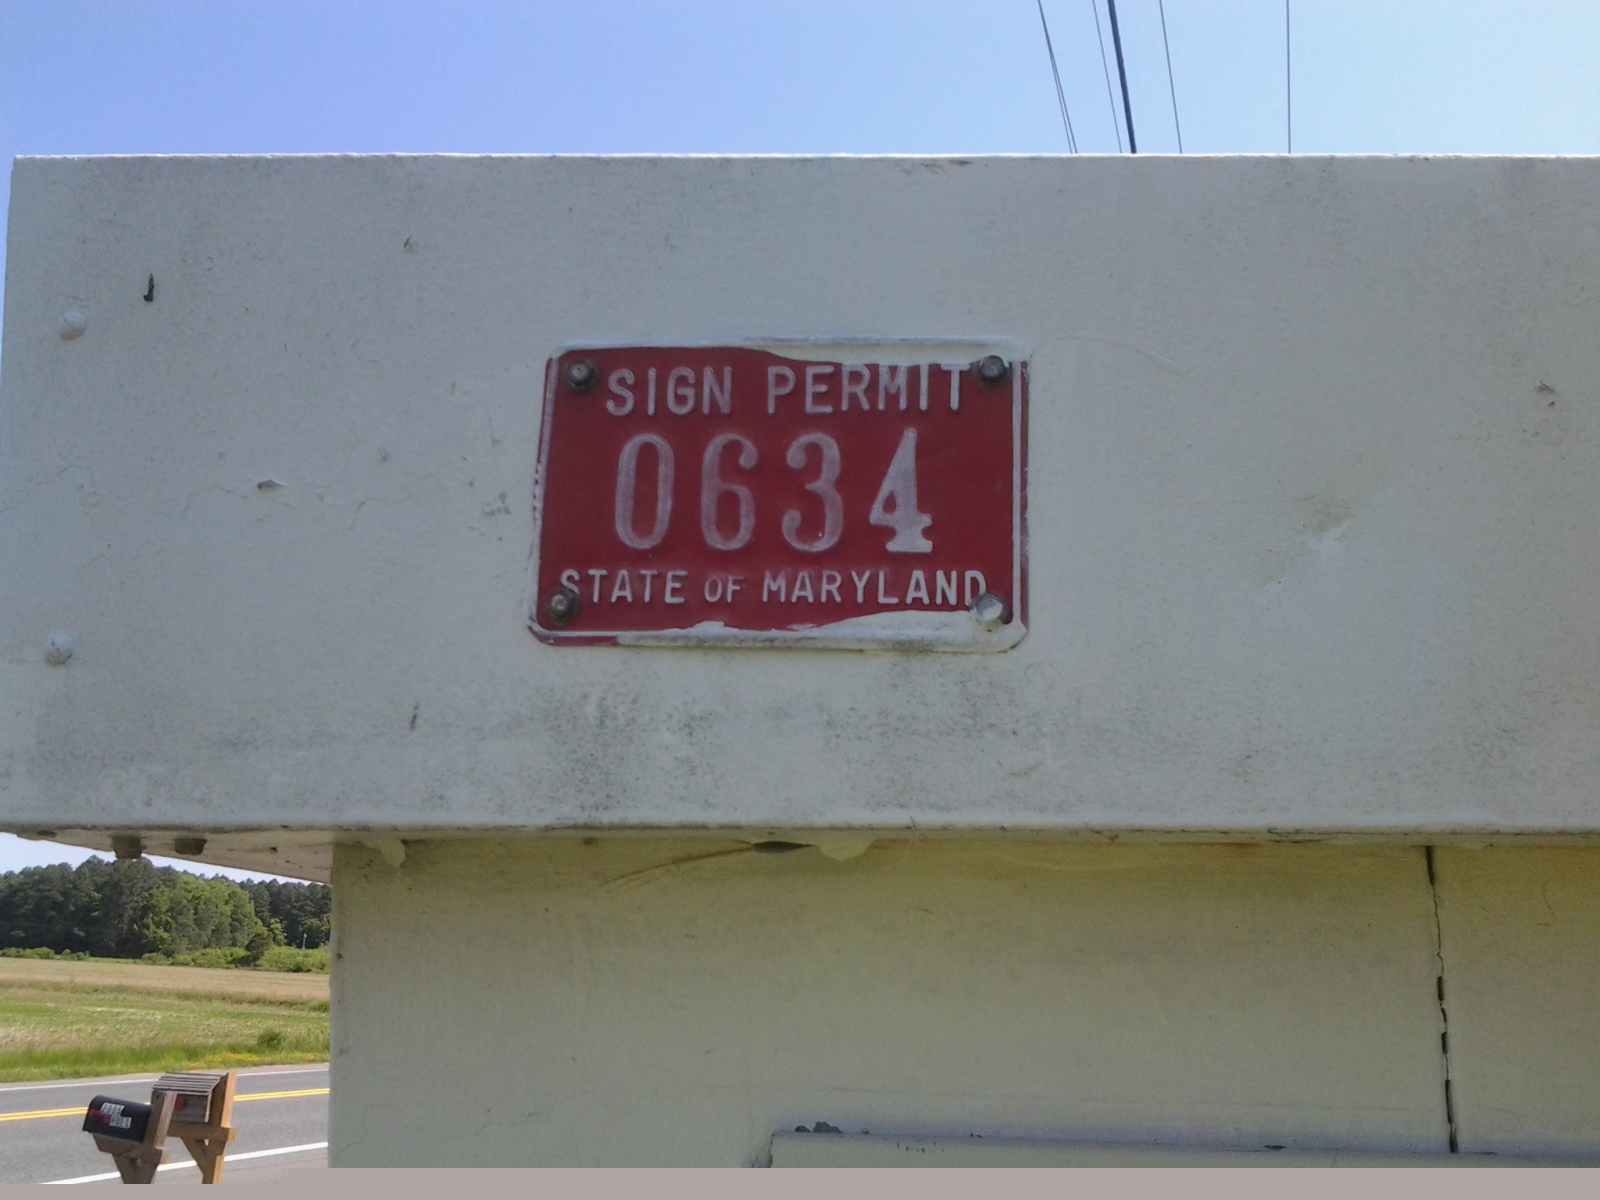 SIGN PERMIT
0634
STATE OF MARYLAND